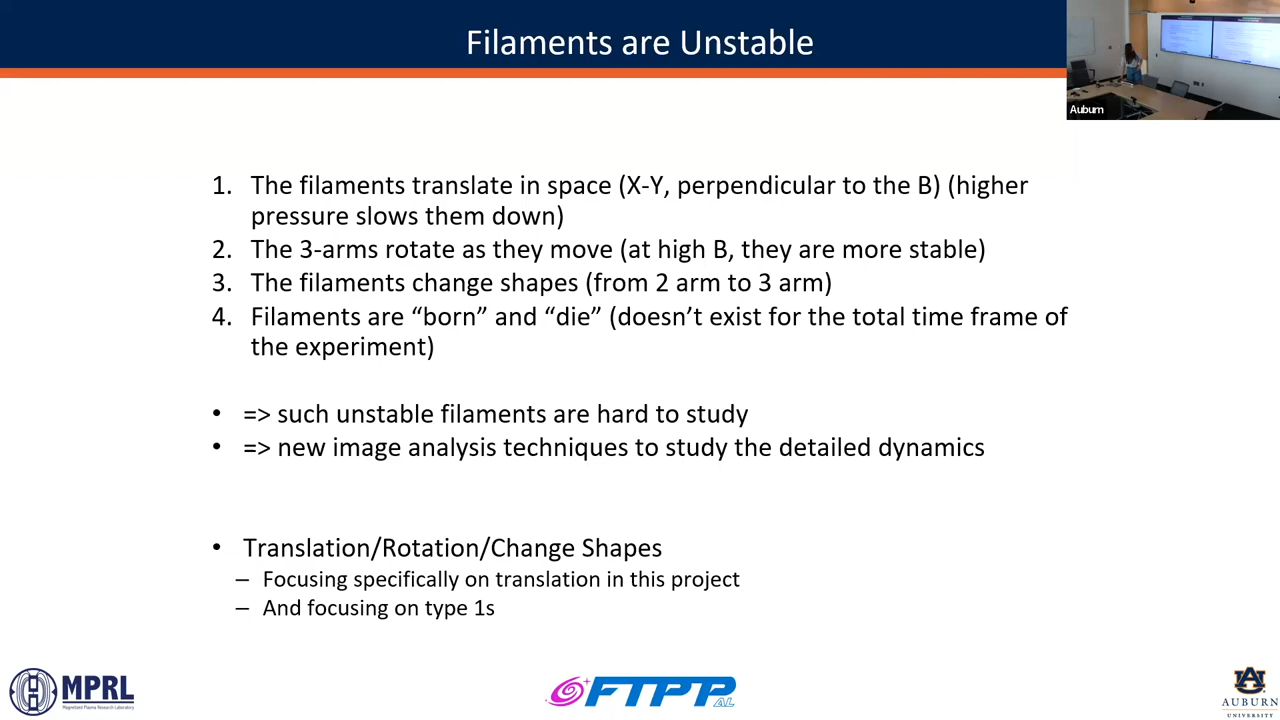 Filaments are Unstable
Auburn
1. The filaments translate in space (X-Y, perpendicular to the B) (higher
pressure slows them down)
2. The 3-arms rotate as they move (at high B, they are more stable)
3. The filaments change shapes (from 2 arm to 3 arm)
4. Filaments are “born” and “die” (doesn’t exist for the total time frame of
the experiment)
• => such unstable filaments are hard to study
• => new image analysis techniques to study the detailed dynamics
• Translation/Rotation/Change Shapes
– Focusing specifically on translation in this project
– And focusing on type 1s
MPRL
Magnetized Plasma Research Laboratory
FTPP
AL
AU
AUBURN
UNIVERSITY